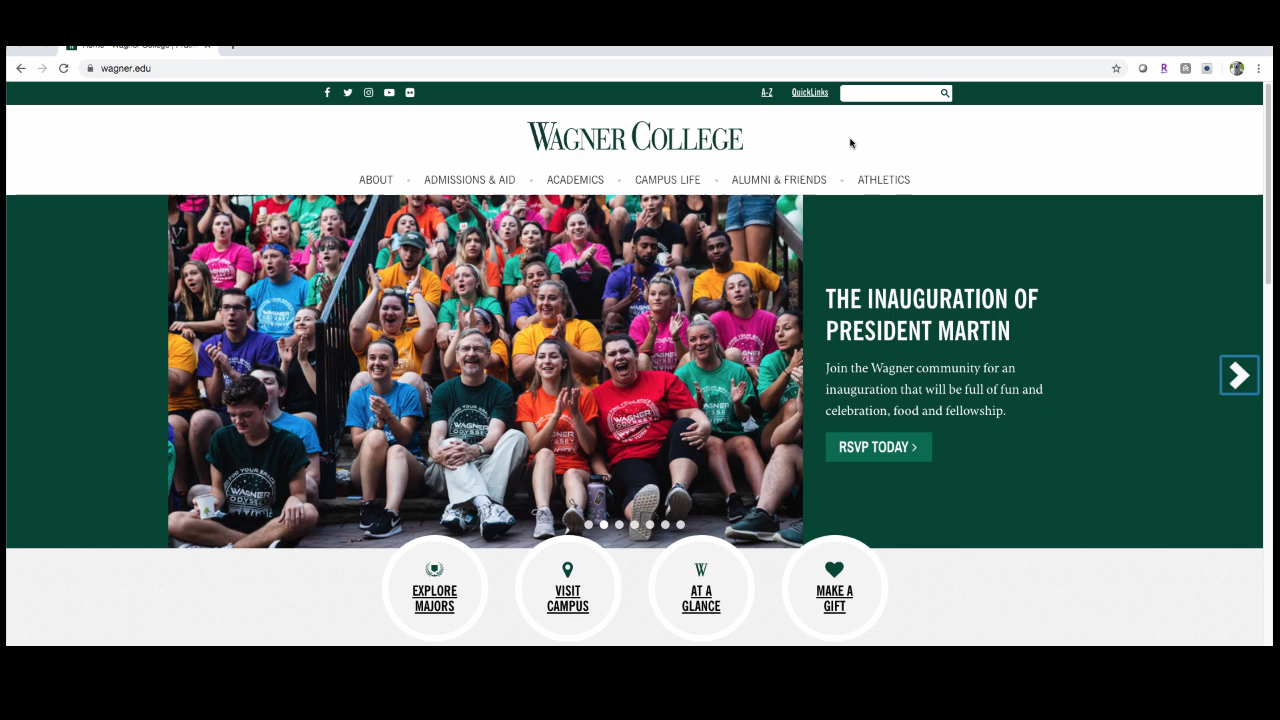 wagner.edu
A-Z QuickLinks
WAGNER COLLEGE
ABOUT ADMISSIONS & AID ACADEMICS CAMPUS LIFE ALUMNI & FRIENDS ATHLETICS
THE INAUGURATION OF
PRESIDENT MARTIN
Join the Wagner community for an
inauguration that will be full of fun and
celebration, food and fellowship.
RSVP TODAY >
WAGNER
ODYSSEY
EXPLORE
MAJORS
VISIT
CAMPUS
AT A
GLANCE
MAKE A
GIFT